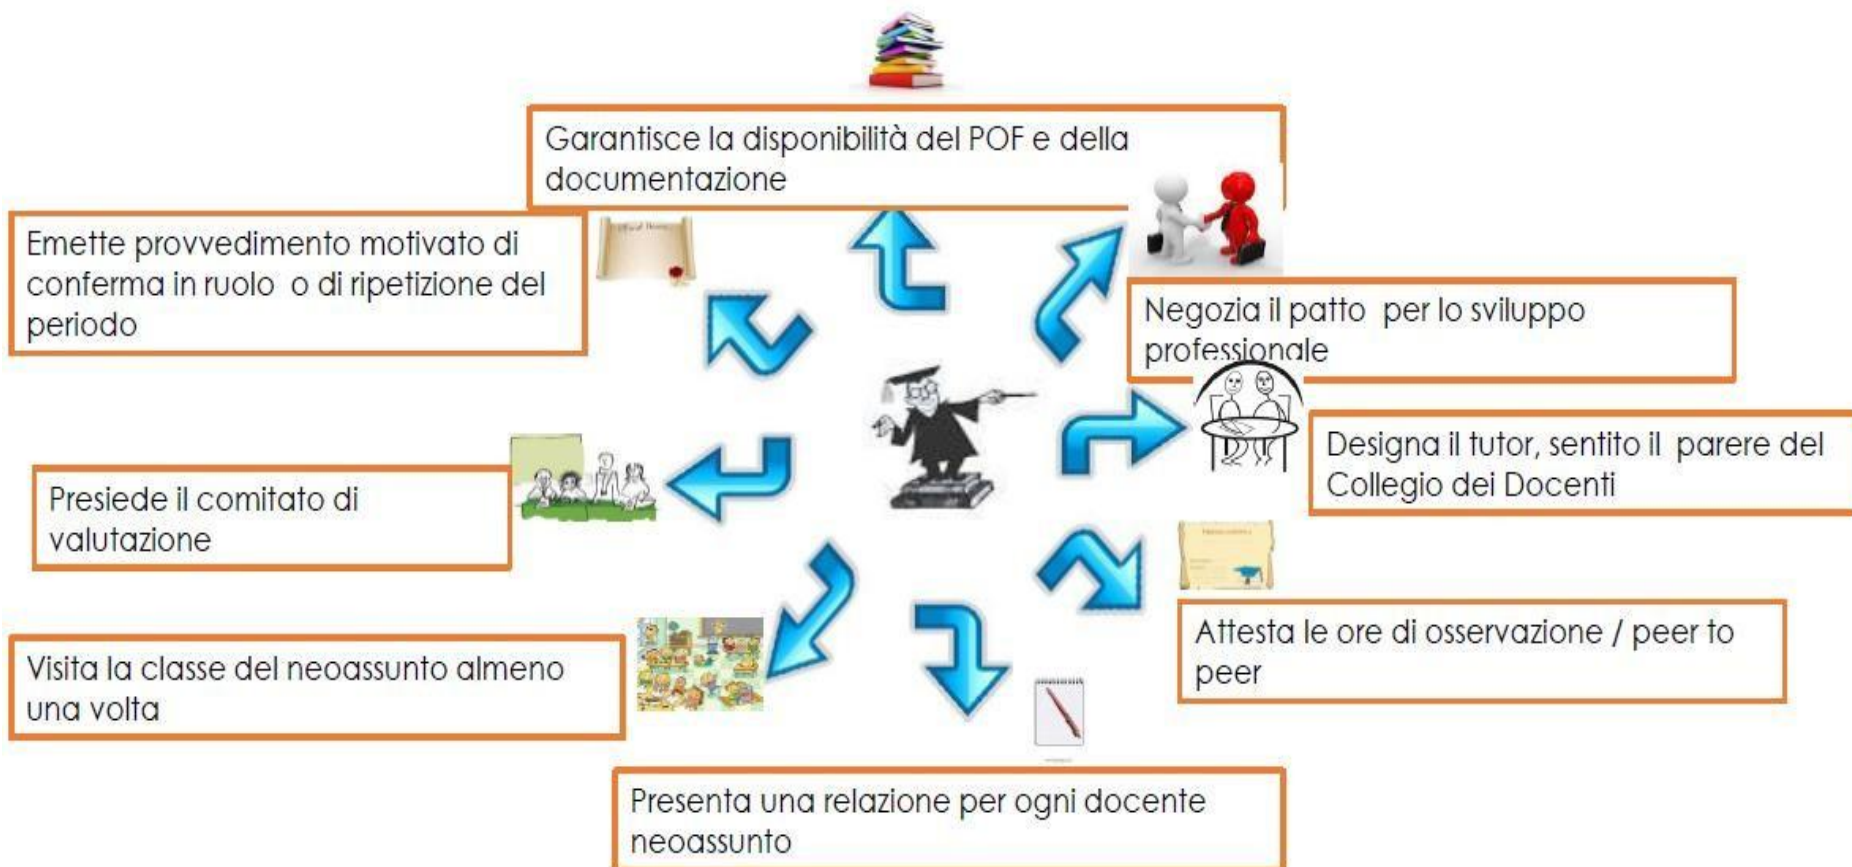 Garantisce la disponibilità del POF e della
documentazione
Emette provvedimento motivato di
conferma in ruolo o di ripetizione del
periodo
Negozia il patto per lo sviluppo
professionale
Designa il tutor, sentito il parere del
Collegio dei Docenti
Presiede il comitato di
valutazione
Attesta le ore di osservazione / peer to
peer
Visita la classe del neoassunto almeno
una volta
Presenta una relazione per ogni docente
neoassunto